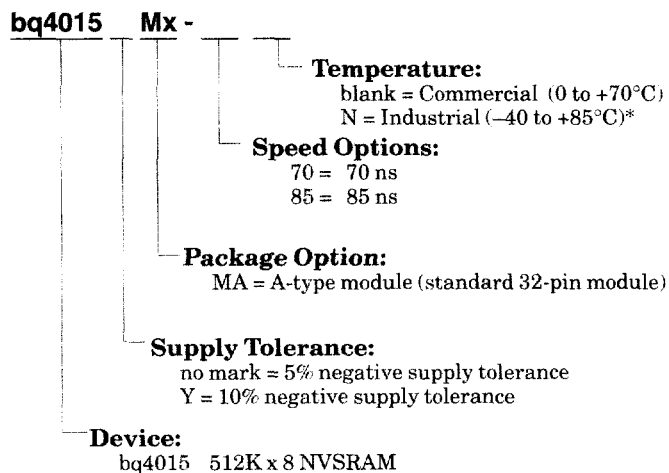 bq4015 Mx -
Temperature:
blank = Commercial (0 to +70°C)
N = Industrial (–40 to +85°C)*
Speed Options:
70 = 70 ns
85 = 85 ns
Package Option:
MA = A-type module (standard 32-pin module)
Supply Tolerance:
no mark = 5% negative supply tolerance
Y = 10% negative supply tolerance
Device:
bq4015 512K x 8 NVSRAM